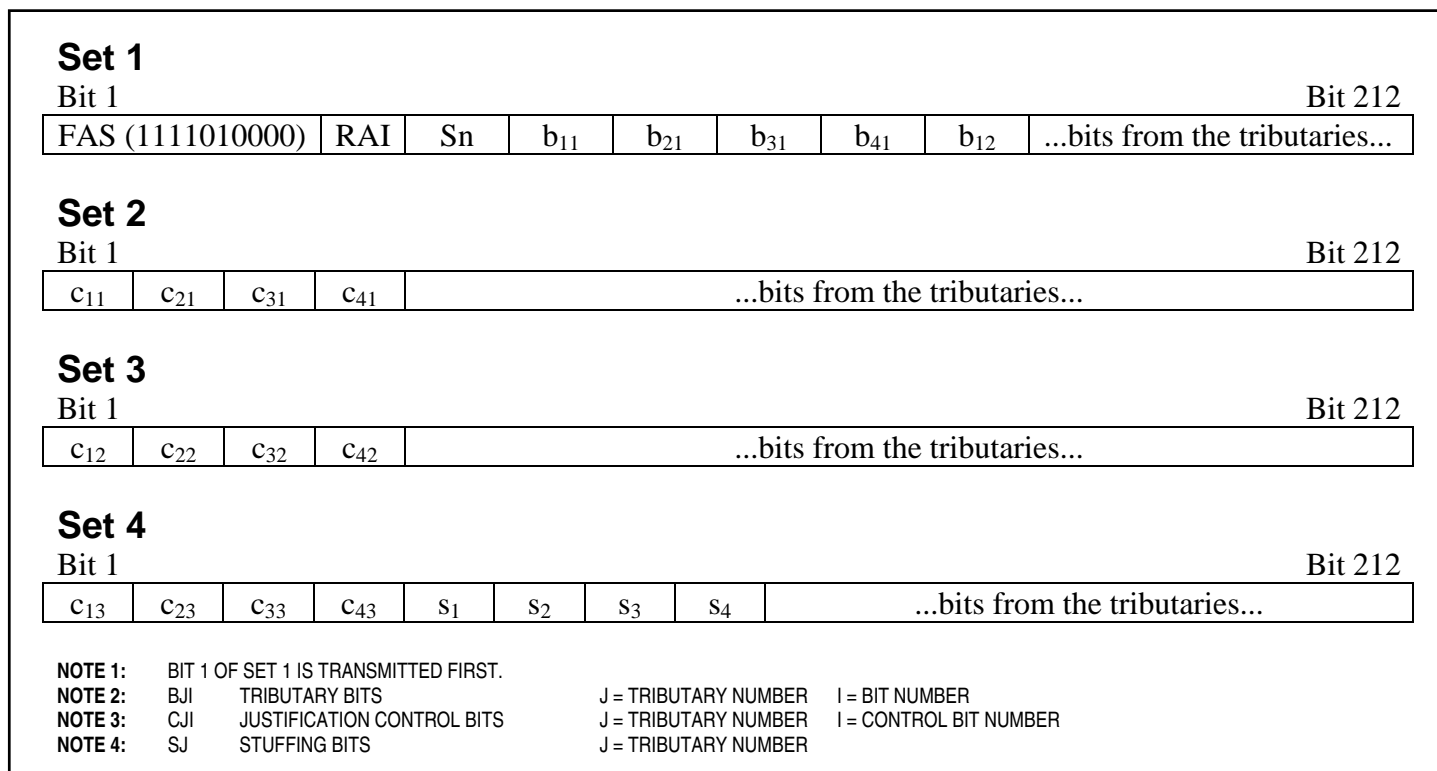 Set 1
Bit 1 Bit 212
FAS (1111010000) RAI Sn b11 b21 b31 b41 b12 ...bits from the tributaries...
Set 2
Bit 1 Bit 212
c11 c21 c31 c41 ...bits from the tributaries...
Set 3
Bit 1 Bit 212
c12 c22 c32 c42 ...bits from the tributaries...
Set 4
Bit 1 Bit 212
c13 c23 c33 c43 s1 s2 s3 s4 ...bits from the tributaries...
NOTE 1: BIT 1 OF SET 1 IS TRANSMITTED FIRST.
NOTE 2: BJI TRIBUTARY BITS J = TRIBUTARY NUMBER I = BIT NUMBER
NOTE 3: CJI JUSTIFICATION CONTROL BITS J = TRIBUTARY NUMBER I = CONTROL BIT NUMBER
NOTE 4: SJ STUFFING BITS J = TRIBUTARY NUMBER